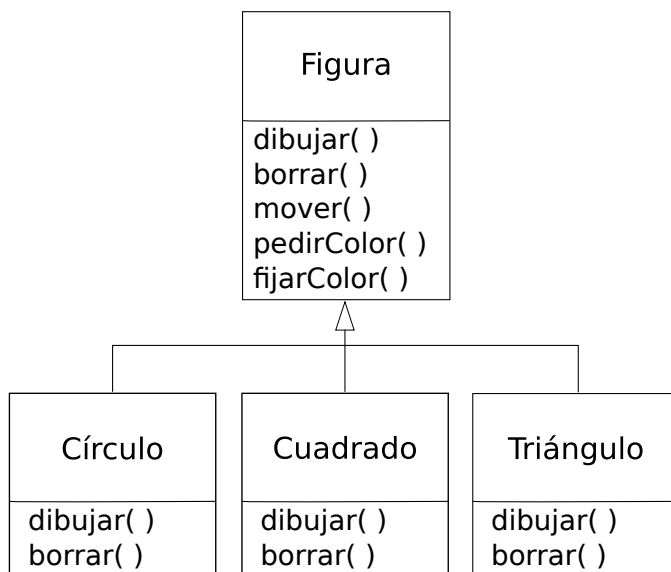 Figura
dibujar( )
borrar( )
mover( )
pedirColor( )
fijarColor( )
Círculo
dibujar( )
borrar( )
Cuadrado
dibujar( )
borrar( )
Triángulo
dibujar( )
borrar( )